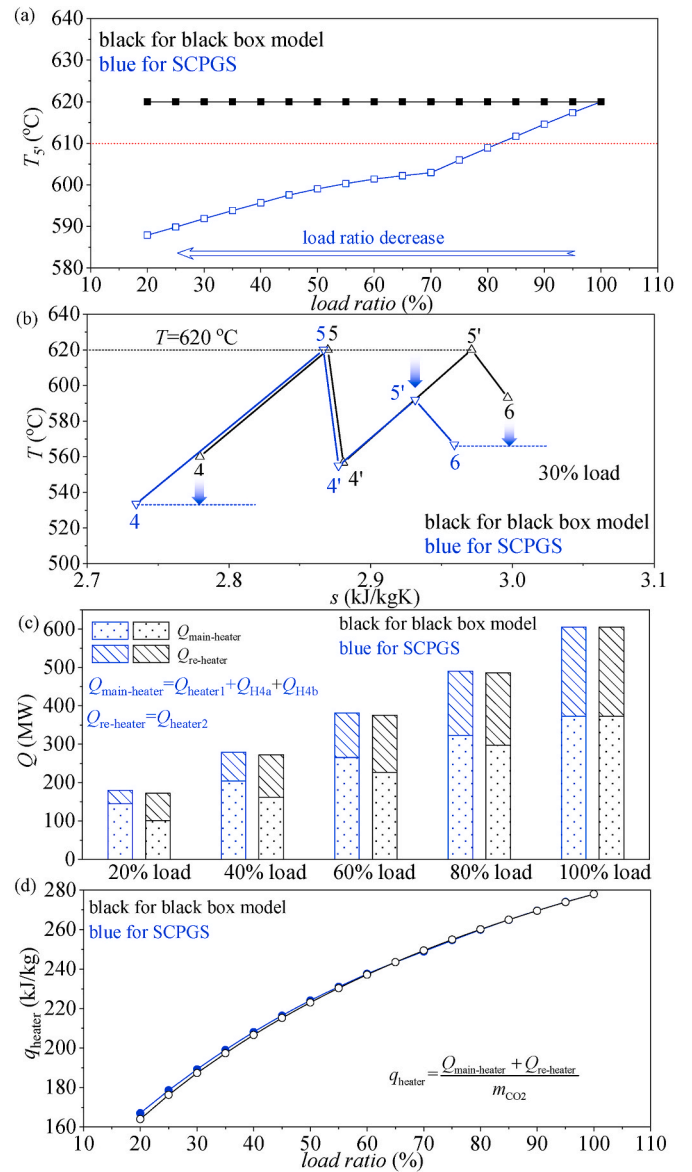 (a)
640
630
620
610
600
590
580
T5' (°C)
black for black box model
blue for SCPGS
load ratio decrease
10 20 30 40 50 60 70 80 90 100 110
load ratio (%)
(b)
640
620
600
580
560
540
520
500
T (°C)
T=620 °C
5 5 5'
5'
6
4 4' 4' 6
4
30% load
black for black box model
blue for SCPGS
2.7 2.8 2.9 3.0 3.1
s (kJ/kgK)
(c)
600
500
400
300
200
100
0
Q (MW)
Qmain-heater
Qre-heater
black for black box model
blue for SCPGS
Qmain-heater=Qheater1+QH4a+QH4b
Qre-heater=Qheater2
20% load 40% load 60% load 80% load 100% load
(d)
280
260
240
220
200
180
160
qheater (kJ/kg)
black for black box model
blue for SCPGS
qheater=
Qmain-heater + Qre-heater
mCO2
10 20 30 40 50 60 70 80 90 100 110
load ratio (%)